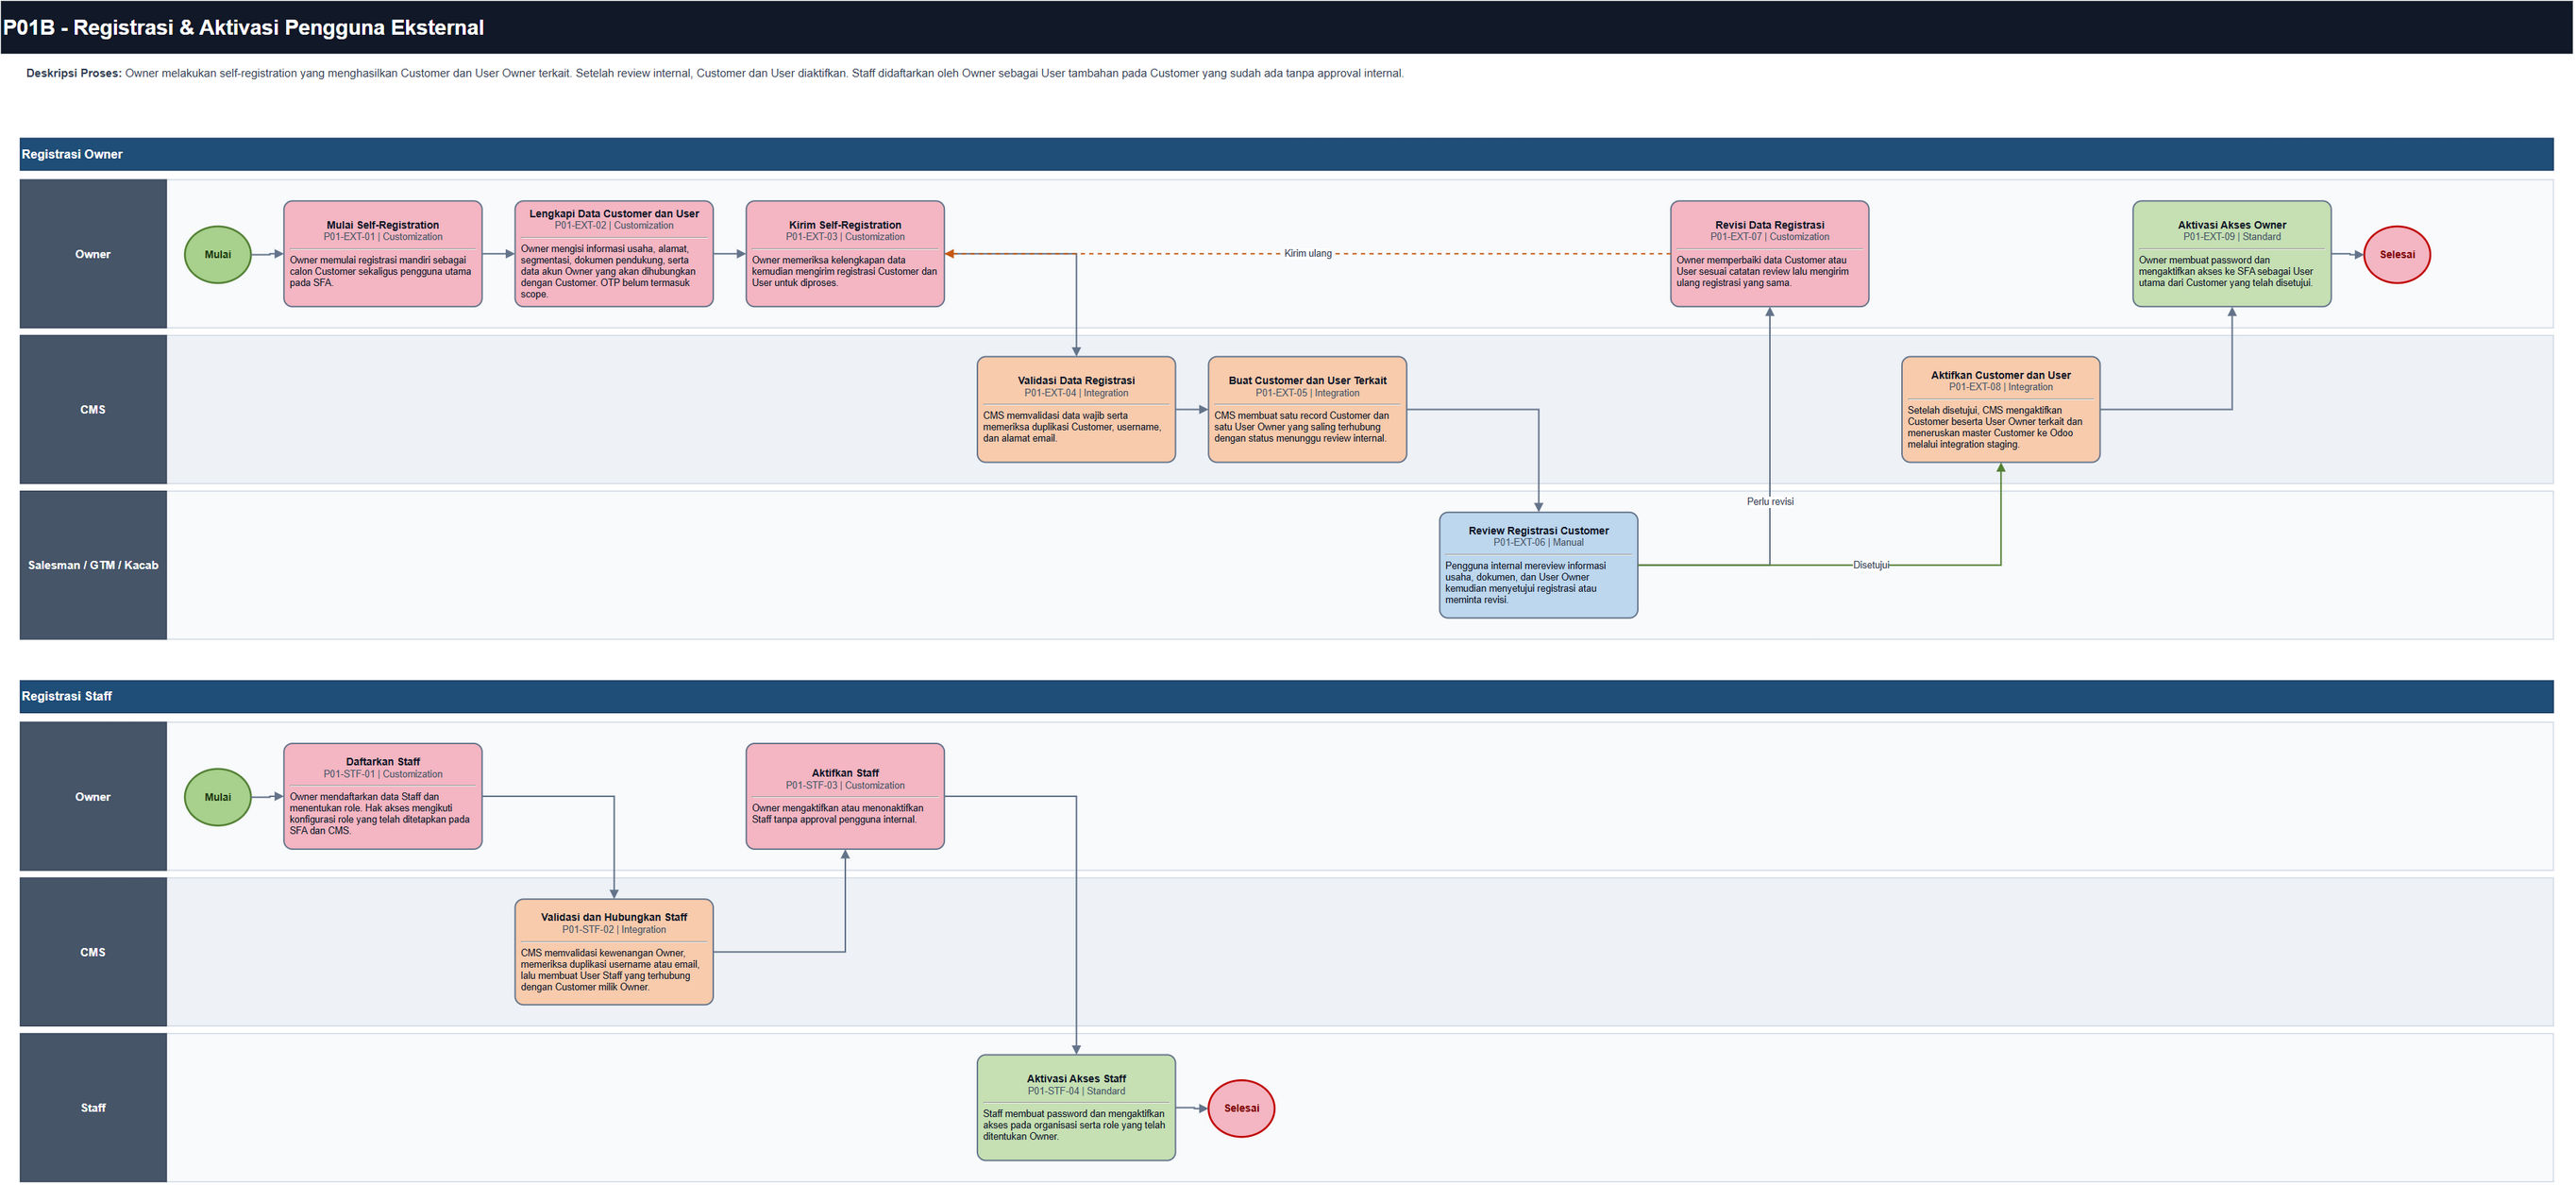 P01B - Registrasi & Aktivasi Pengguna Eksternal
Deskripsi Proses: Owner melakukan self-registration yang menghasilkan Customer dan User Owner terkait. Setelah review internal, Customer dan User diaktifkan. Staff didaftarkan oleh Owner sebagai User tambahan pada Customer yang sudah ada tanpa approval internal.
Registrasi Owner
Owner
Mulai
Mulai Self-Registration
P01-EXT-01 | Customization
Owner memulai registrasi mandiri sebagai
calon Customer sekaligus pengguna utama
pada SFA.
Lengkapi Data Customer dan User
P01-EXT-02 | Customization
Owner mengisi informasi usaha, alamat,
segmentasi, dokumen pendukung, serta
data akun Owner yang akan dihubungkan
dengan Customer. OTP belum termasuk
scope.
Kirim Self-Registration
P01-EXT-03 | Customization
Owner memeriksa kelengkapan data
kemudian mengirim registrasi Customer dan
User untuk diproses.
Kirim ulang
Revisi Data Registrasi
P01-EXT-07 | Customization
Owner memperbaiki data Customer atau
User sesuai catatan review lalu mengirim
ulang registrasi yang sama.
Aktivasi Akses Owner
P01-EXT-09 | Standard
Owner membuat password dan
mengaktifkan akses ke SFA sebagai User
utama dari Customer yang telah disetujui.
Selesai
CMS
Validasi Data Registrasi
P01-EXT-04 | Integration
CMS memvalidasi data wajib serta
memeriksa duplikasi Customer, username,
dan alamat email.
Buat Customer dan User Terkait
P01-EXT-05 | Integration
CMS membuat satu record Customer dan
satu User Owner yang saling terhubung
dengan status menunggu review internal.
Aktifkan Customer dan User
P01-EXT-08 | Integration
Setelah disetujui, CMS mengaktifkan
Customer beserta User Owner terkait dan
meneruskan master Customer ke Odoo
melalui integration staging.
Salesman / GTM / Kacab
Review Registrasi Customer
P01-EXT-06 | Manual
Pengguna internal mereview informasi
usaha, dokumen, dan User Owner
kemudian menyetujui registrasi atau
meminta revisi.
Perlu revisi
Disetujui
Registrasi Staff
Owner
Mulai
Daftarkan Staff
P01-STF-01 | Customization
Owner mendaftarkan data Staff dan
menentukan role. Hak akses mengikuti
konfigurasi role yang telah ditetapkan pada
SFA dan CMS.
Aktifkan Staff
P01-STF-03 | Customization
Owner mengaktifkan atau menonaktifkan
Staff tanpa approval pengguna internal.
CMS
Validasi dan Hubungkan Staff
P01-STF-02 | Integration
CMS memvalidasi kewenangan Owner,
memeriksa duplikasi username atau email,
lalu membuat User Staff yang terhubung
dengan Customer milik Owner.
Staff
Aktivasi Akses Staff
P01-STF-04 | Standard
Staff membuat password dan mengaktifkan
akses pada organisasi serta role yang telah
ditentukan Owner.
Selesai